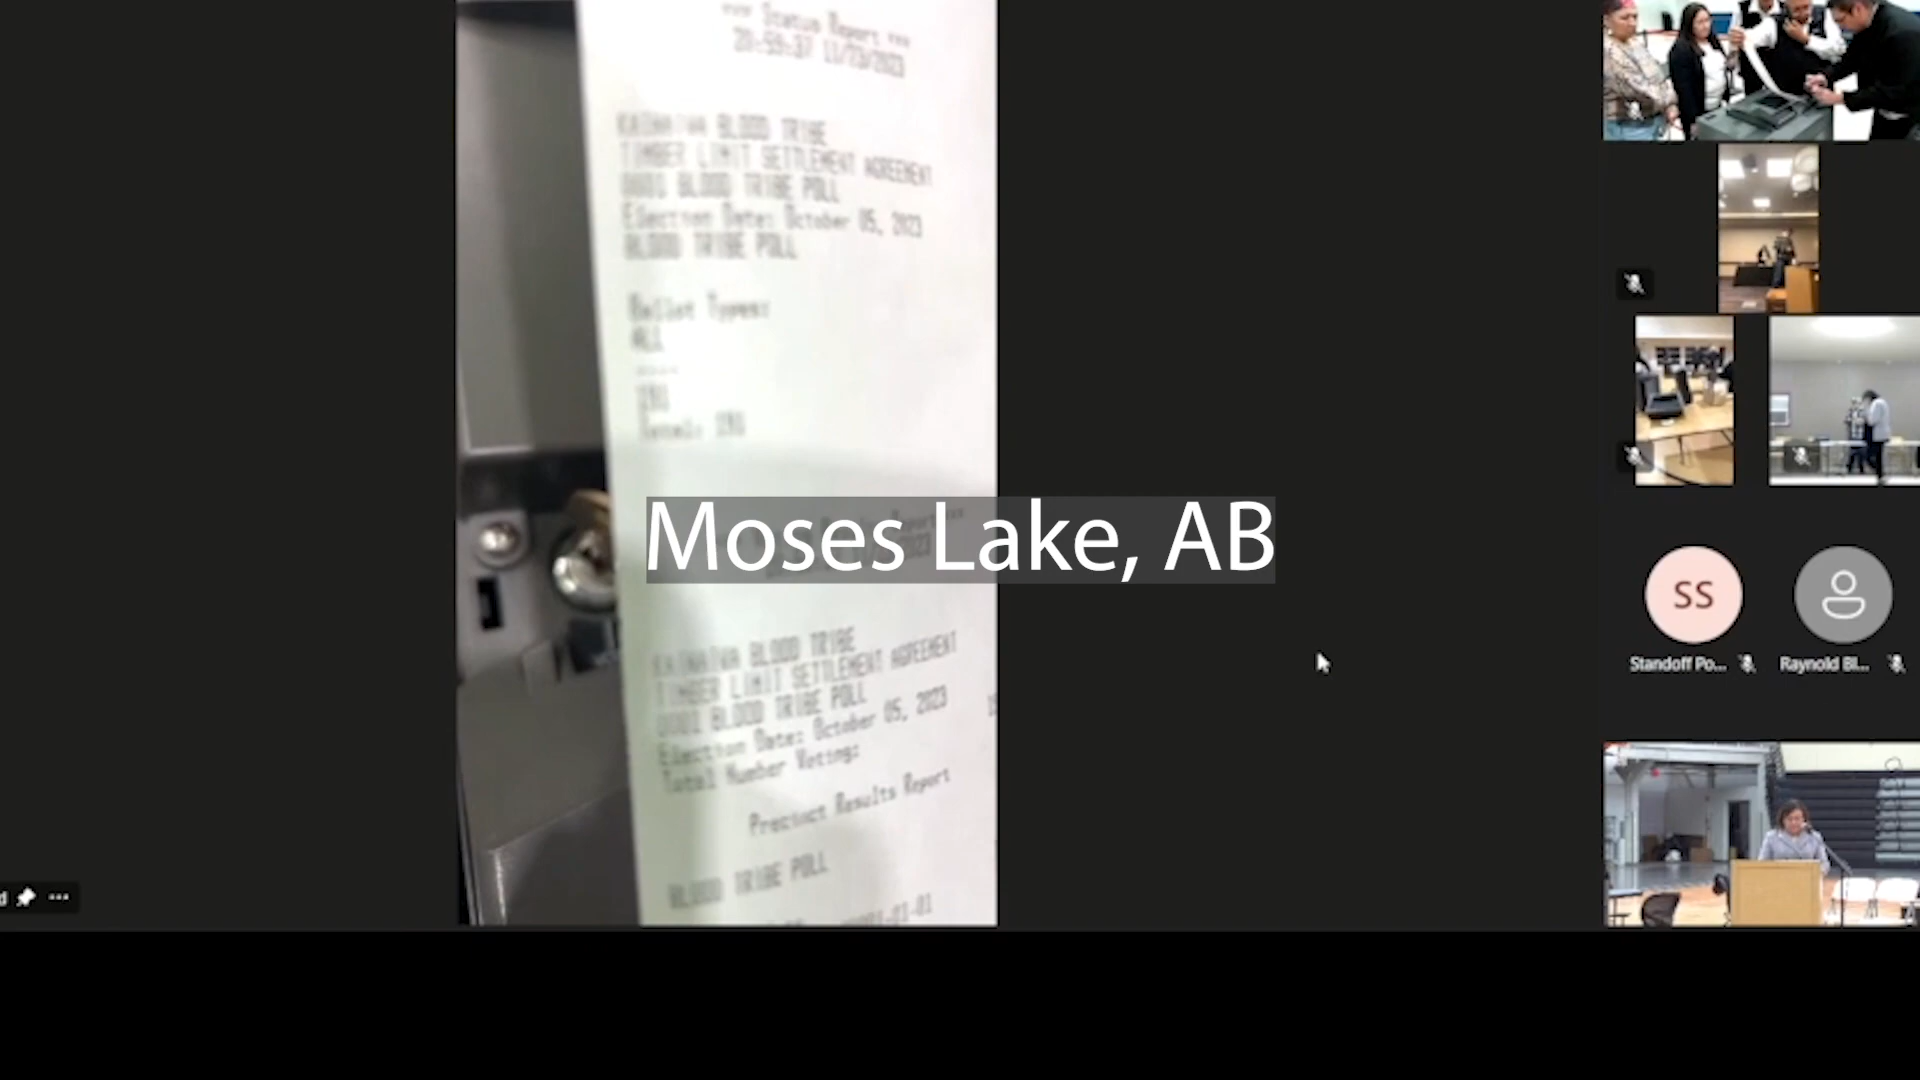 *** Status Report ***
20:59:37 11/23/2023
KAINAIWA BLOOD TRIBE
TIMBER LIMIT SETTLEMENT AGREEMENT
0001 BLOOD TRIBE POLL
Election Date: October 05, 2023
BLOOD TRIBE POLL
Ballot Types:
ALL
----
Total:
Moses Lake, AB
KAINAIWA BLOOD TRIBE
TIMBER LIMIT SETTLEMENT AGREEMENT
0001 BLOOD TRIBE POLL
Election Date: October 05, 2023
Total Number Voting:
Precinct Results Report
BLOOD TRIBE POLL
SS
Standoff Po...
Raynold Bl...